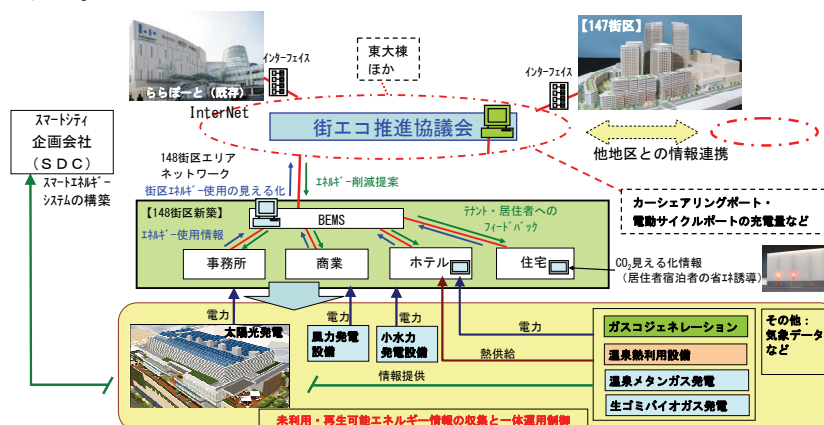 【147街区】
インターフェイス
東大棟
ほか
インターフェイス
ららぽーと（既存）
InterNet
街エコ推進協議会
スマートシティ
企画会社
（ＳＤＣ）
スマートエネルギー
システムの構築
他地区との情報連携
148街区エリア
ネットワーク
街区エネルギー使用の見える化
エネルギー削減提案
カーシェアリングポート・
電動サイクルポートの充電量など
【148街区新築】
BEMS
テナント・居住者への
フィードバック
エネルギー使用情報
事務所
商業
ホテル
住宅
CO₂見える化情報
（居住者宿泊者の省エネ誘導）
電力
電力
電力
電力
太陽光発電
風力発電
設備
小水力
発電設備
熱供給
情報提供
ガスコジェネレーション
温泉熱利用設備
温泉メタンガス発電
生ゴミバイオガス発電
その他：
気象データ
など
未利用・再生可能エネルギー情報の収集と一体運用制御